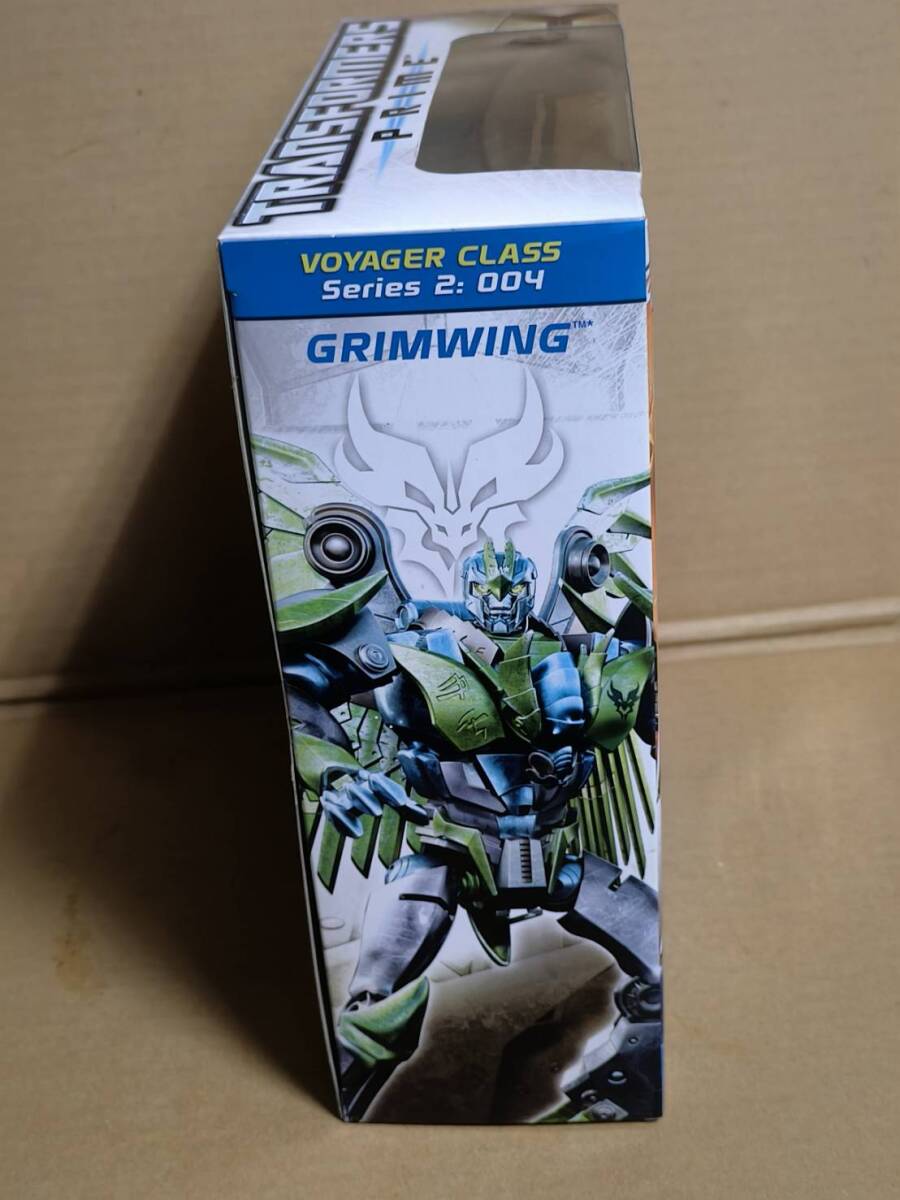 TRANSFORMERS
PRIME
VOYAGER CLASS
Series 2: 004
GRIMWING™*